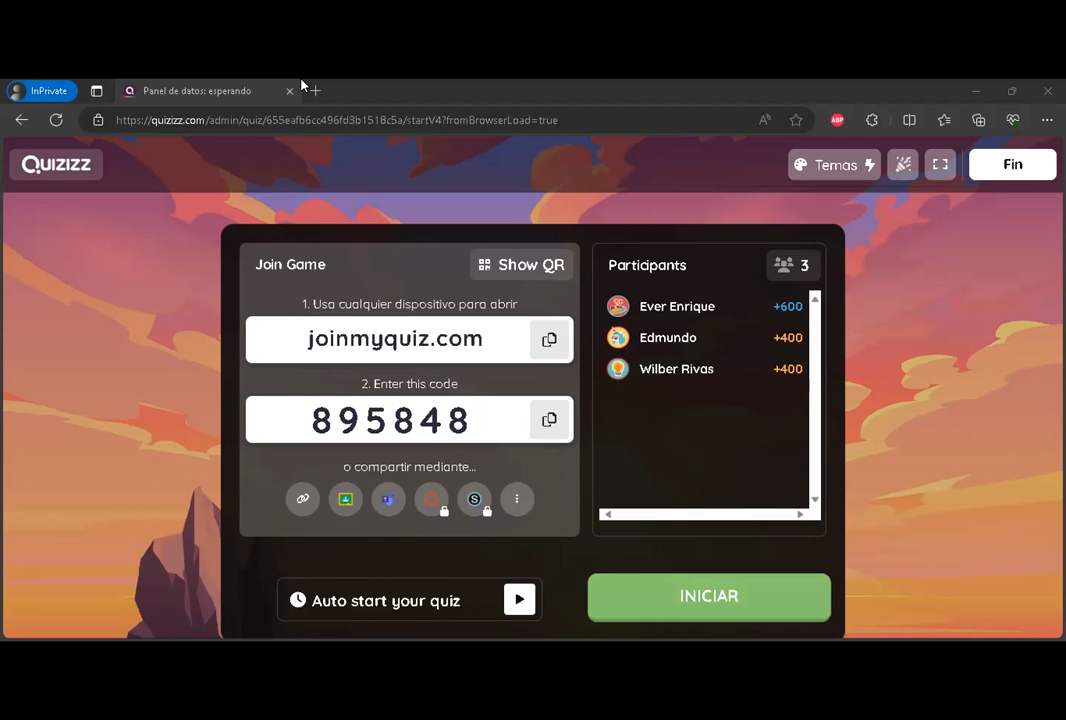 InPrivate
Panel de datos: esperando
https://quizizz.com/admin/quiz/655eafb6cc496fd3b1518c5a/startV4?fromBrowserLoad=true
ABP
QUIZIZZ
Temas
Fin
Join Game
Show QR
1. Usa cualquier dispositivo para abrir
joinmyquiz.com
2. Enter this code
895848
o compartir mediante...
Auto start your quiz
Participants
3
Ever Enrique +600
Edmundo +400
Wilber Rivas +400
INICIAR